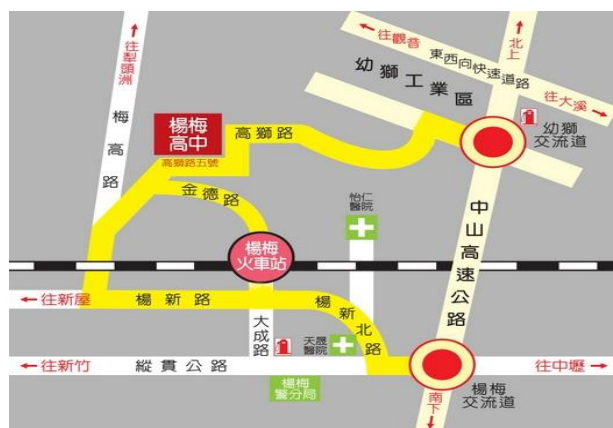 往觀音
東西向快速道路
往大溪
北上
往犁頭洲
幼獅工業區
幼獅
交流道
梅高路
楊梅
高中
高獅路五號
高獅路
金德路
怡仁
醫院
中山高速公路
楊梅
火車站
往新屋
楊新路
楊新北路
大成路
天晟
醫院
往新竹
縱貫公路
往中壢
楊梅
警分局
楊梅
交流道
南下